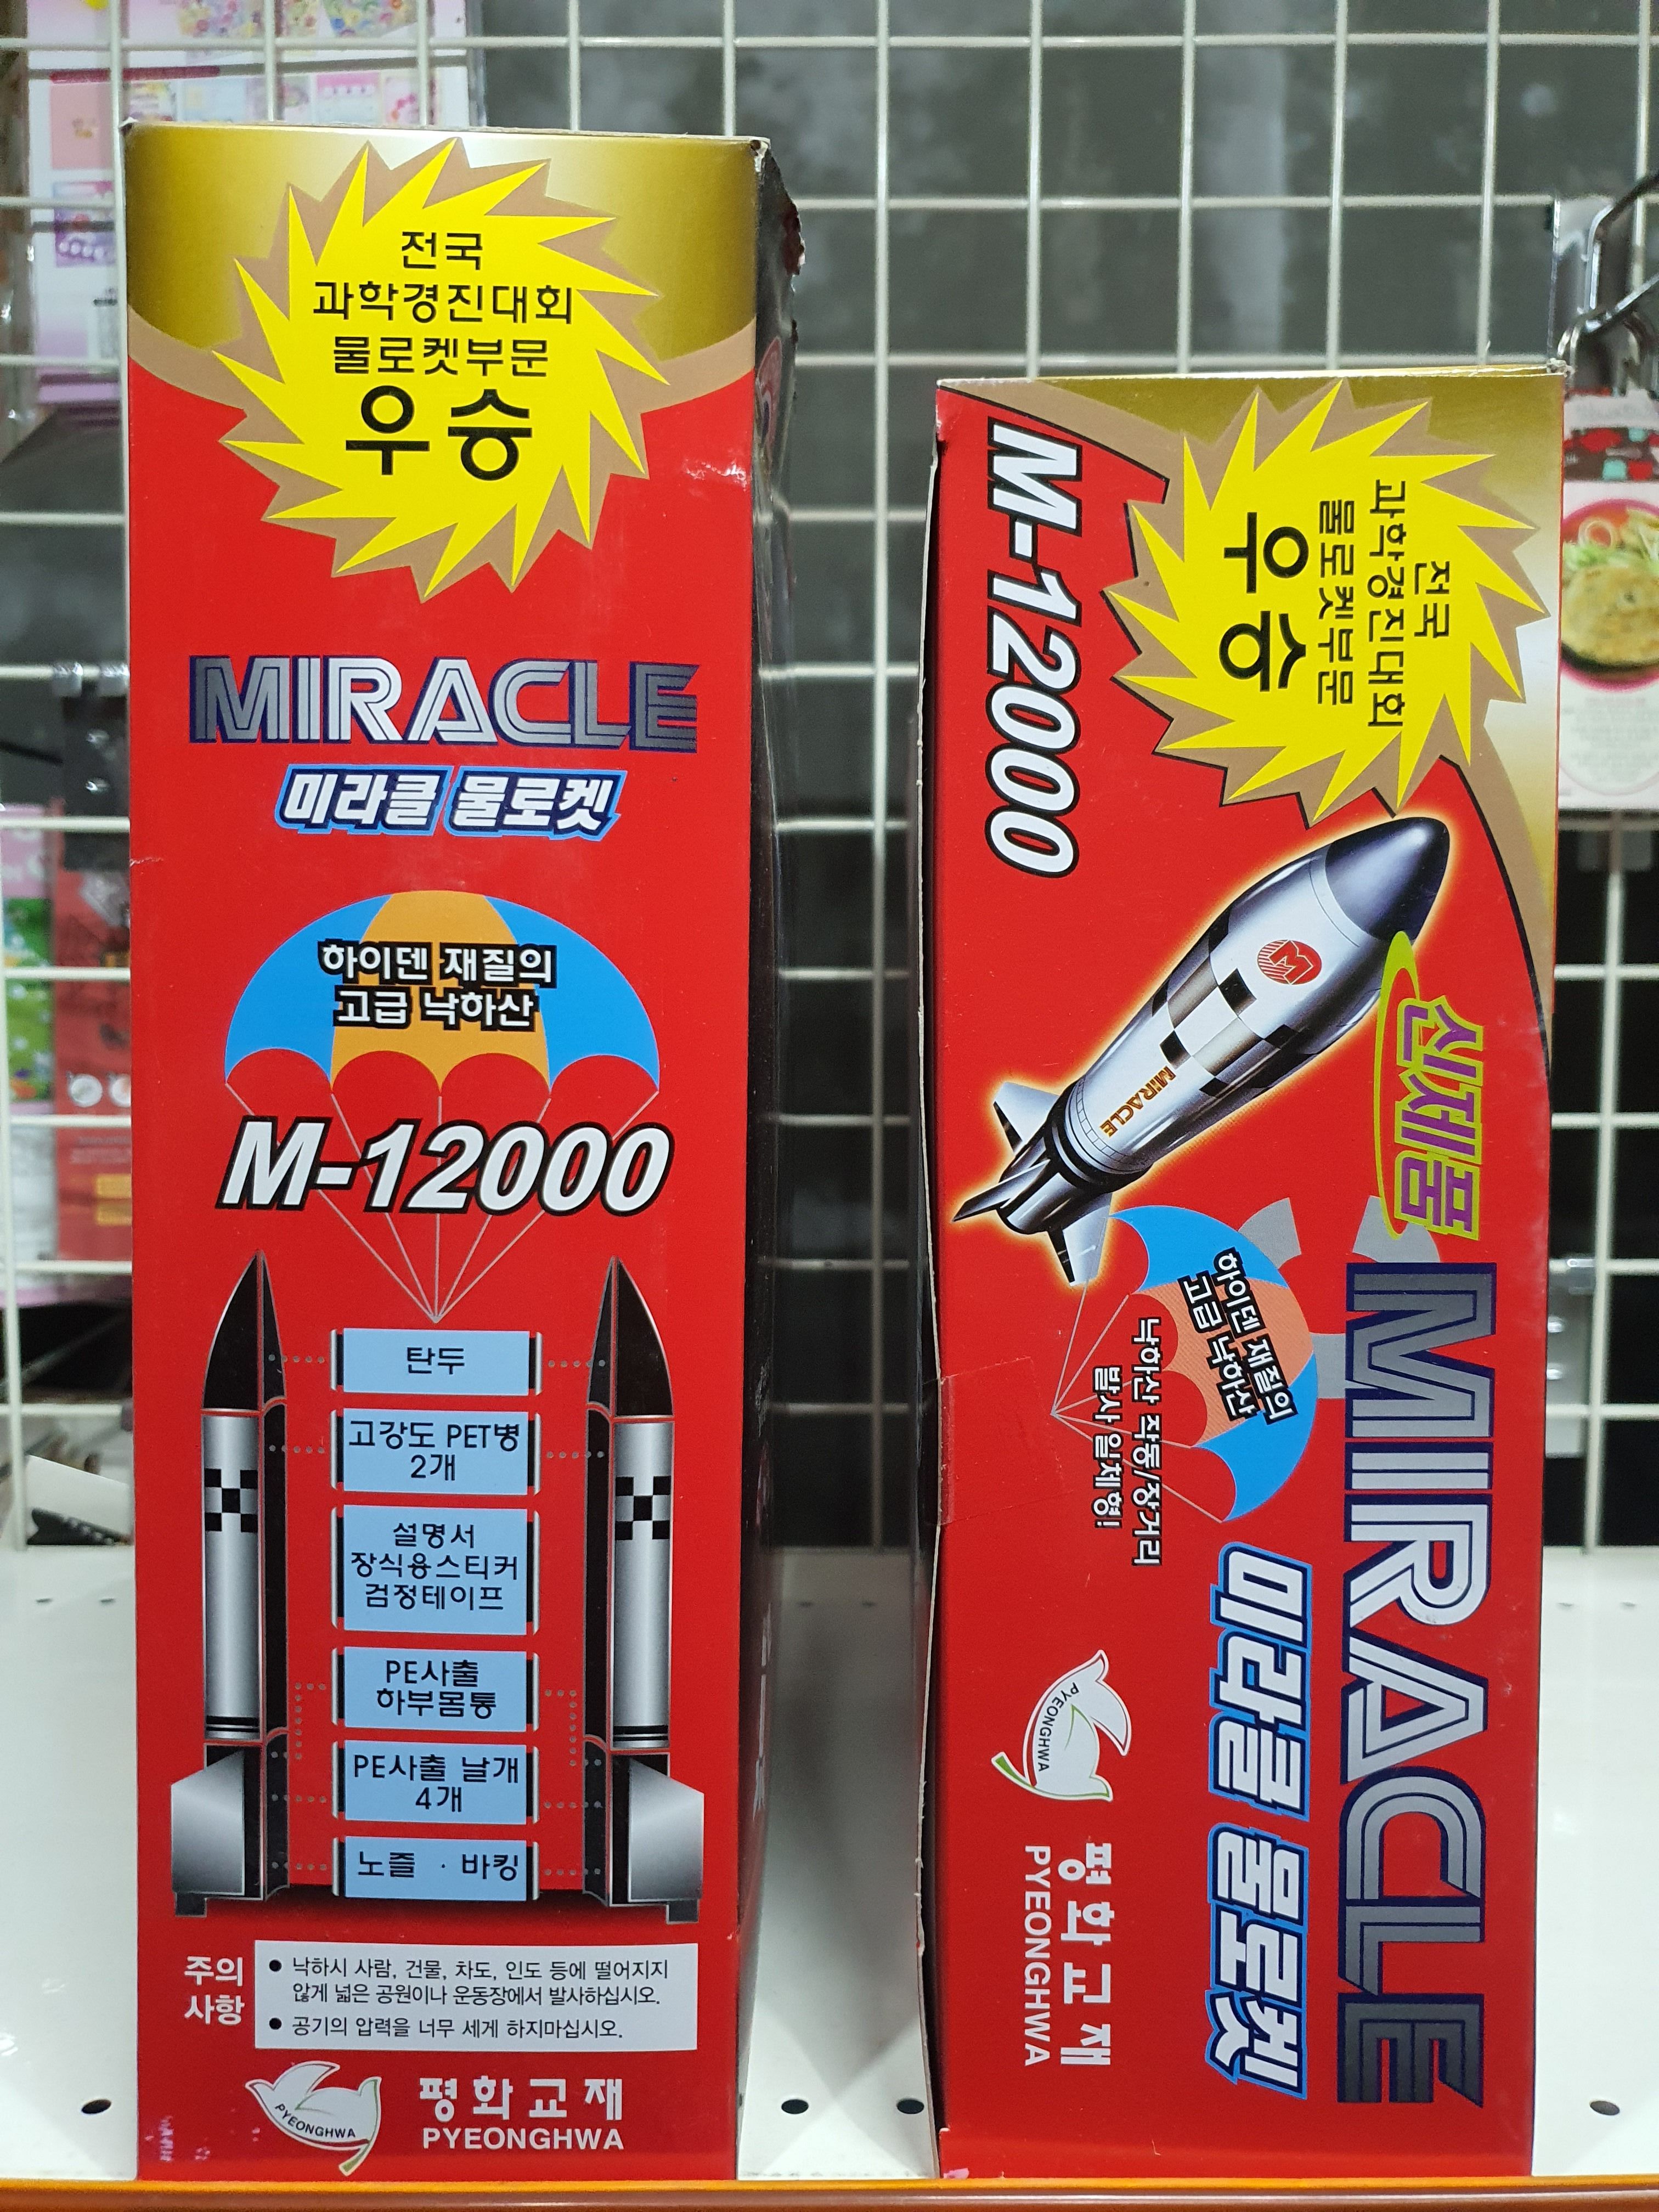 전국
과학경진대회
물로켓부문
우승
MIRACLE
미라클 물로켓
하이덴 재질의
고급 낙하산
M-12000
탄두
고강도 PET병
2개
설명서
장식용스티커
검정테이프
PE사출
하부몸통
PE사출 날개
4개
노즐 · 바킹
주의
사항
● 낙하시 사람, 건물, 차도, 인도 등에 떨어지지
않게 넓은 공원이나 운동장에서 발사하십시오.
● 공기의 압력을 너무 세게 하지마십시오.
PYEONGHWA
평화교재
PYEONGHWA
전국
과학경진대회
물로켓부문
우승
M-12000
M
MIRACLE
신제품
MIRACLE
미라클 물로켓
하이덴 재질의
고급 낙하산
낙하산 작동/장거리
발사 일체형!
PYEONGHWA
평화교재
PYEONGHWA